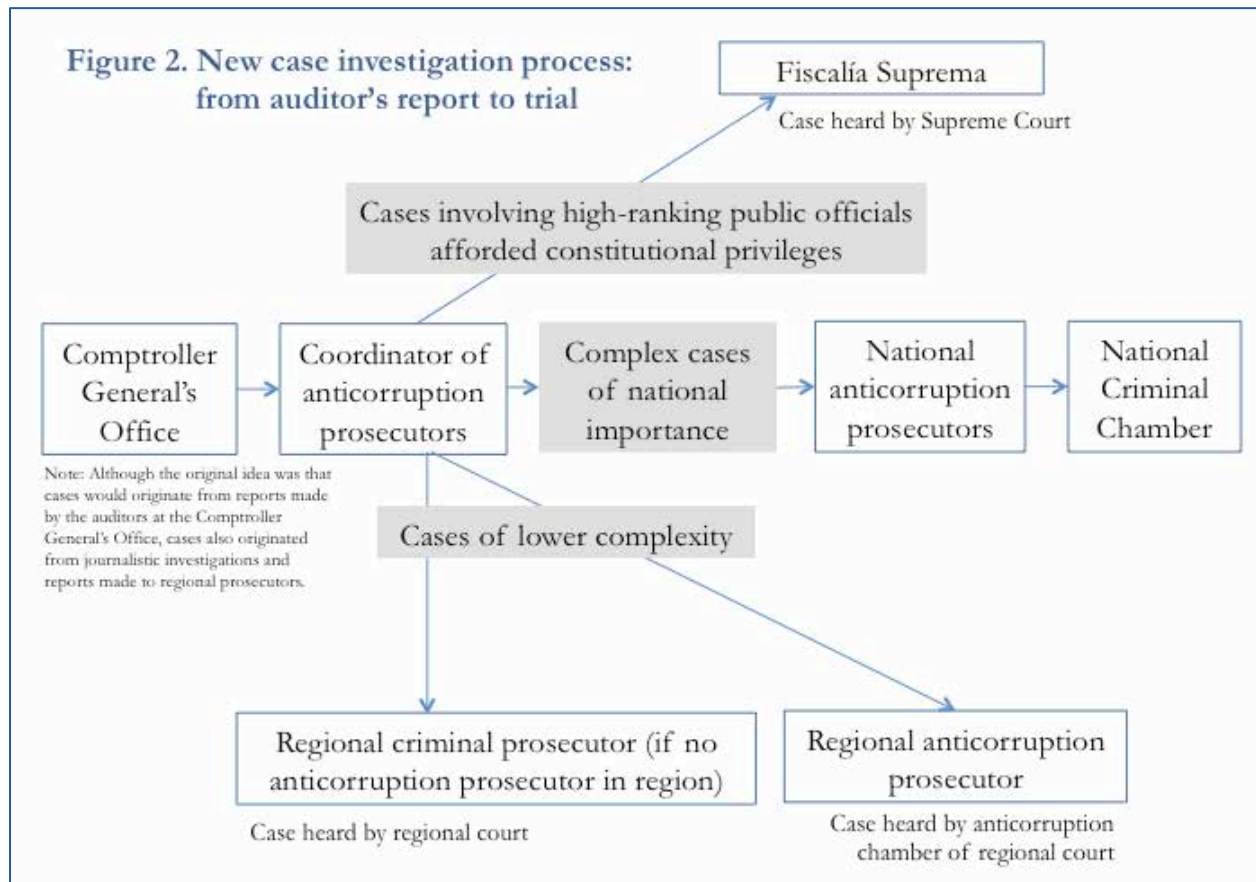 Figure 2. New case investigation process:
from auditor's report to trial
Fiscalía Suprema
Case heard by Supreme Court
Cases involving high-ranking public officials
afforded constitutional privileges
Comptroller
General's
Office
Coordinator of
anticorruption
prosecutors
Complex cases
of national
importance
National
anticorruption
prosecutors
National
Criminal
Chamber
Note: Although the original idea was that
cases would originate from reports made
by the auditors at the Comptroller
General's Office, cases also originated
from journalistic investigations and
reports made to regional prosecutors.
Cases of lower complexity
Regional criminal prosecutor (if no
anticorruption prosecutor in region)
Case heard by regional court
Regional anticorruption
prosecutor
Case heard by anticorruption
chamber of regional court